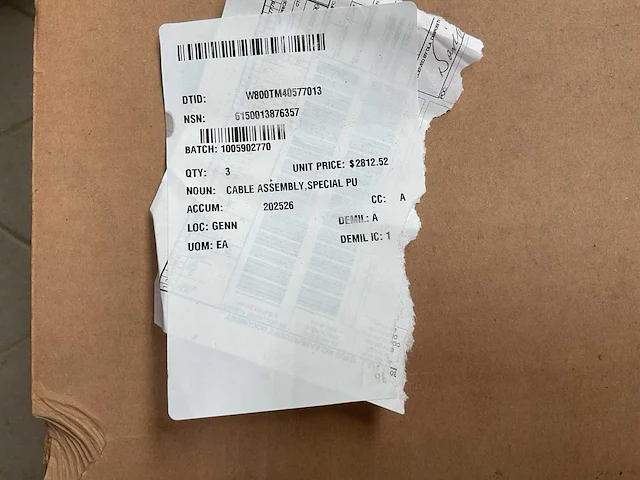 DTID: W800TM40577013
NSN: 6150013876357
BATCH: 1005902770
QTY: 3 UNIT PRICE: $2812.52
NOUN: CABLE ASSEMBLY,SPECIAL PU
ACCUM: 202526 CC: A
LOC: GENN DEMIL: A
UOM: EA DEMIL IC: 1